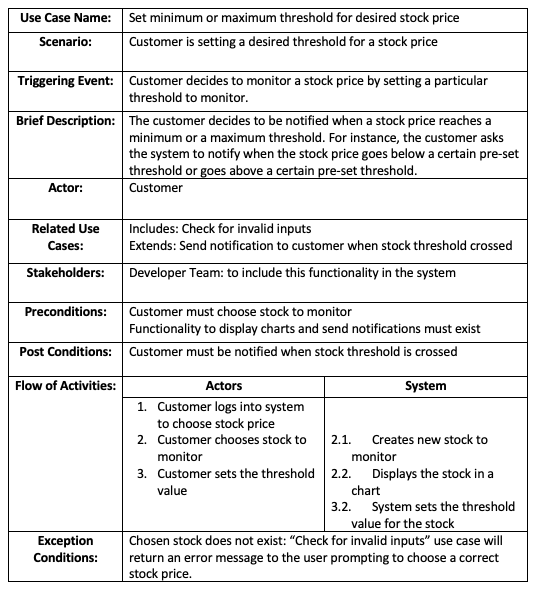 Use Case Name: Set minimum or maximum threshold for desired stock price
Scenario: Customer is setting a desired threshold for a stock price
Triggering Event: Customer decides to monitor a stock price by setting a particular
threshold to monitor.
Brief Description: The customer decides to be notified when a stock price reaches a
minimum or a maximum threshold. For instance, the customer asks
the system to notify when the stock price goes below a certain pre-set
threshold or goes above a certain pre-set threshold.
Actor: Customer
Related Use
Cases:
Includes: Check for invalid inputs
Extends: Send notification to customer when stock threshold crossed
Stakeholders: Developer Team: to include this functionality in the system
Preconditions: Customer must choose stock to monitor
Functionality to display charts and send notifications must exist
Post Conditions: Customer must be notified when stock threshold is crossed
Flow of Activities:
Actors
1. Customer logs into system
to choose stock price
2. Customer chooses stock to
monitor
3. Customer sets the threshold
value
System
2.1. Creates new stock to
monitor
2.2. Displays the stock in a
chart
3.2. System sets the threshold
value for the stock
Exception
Conditions:
Chosen stock does not exist: “Check for invalid inputs” use case will
return an error message to the user prompting to choose a correct
stock price.